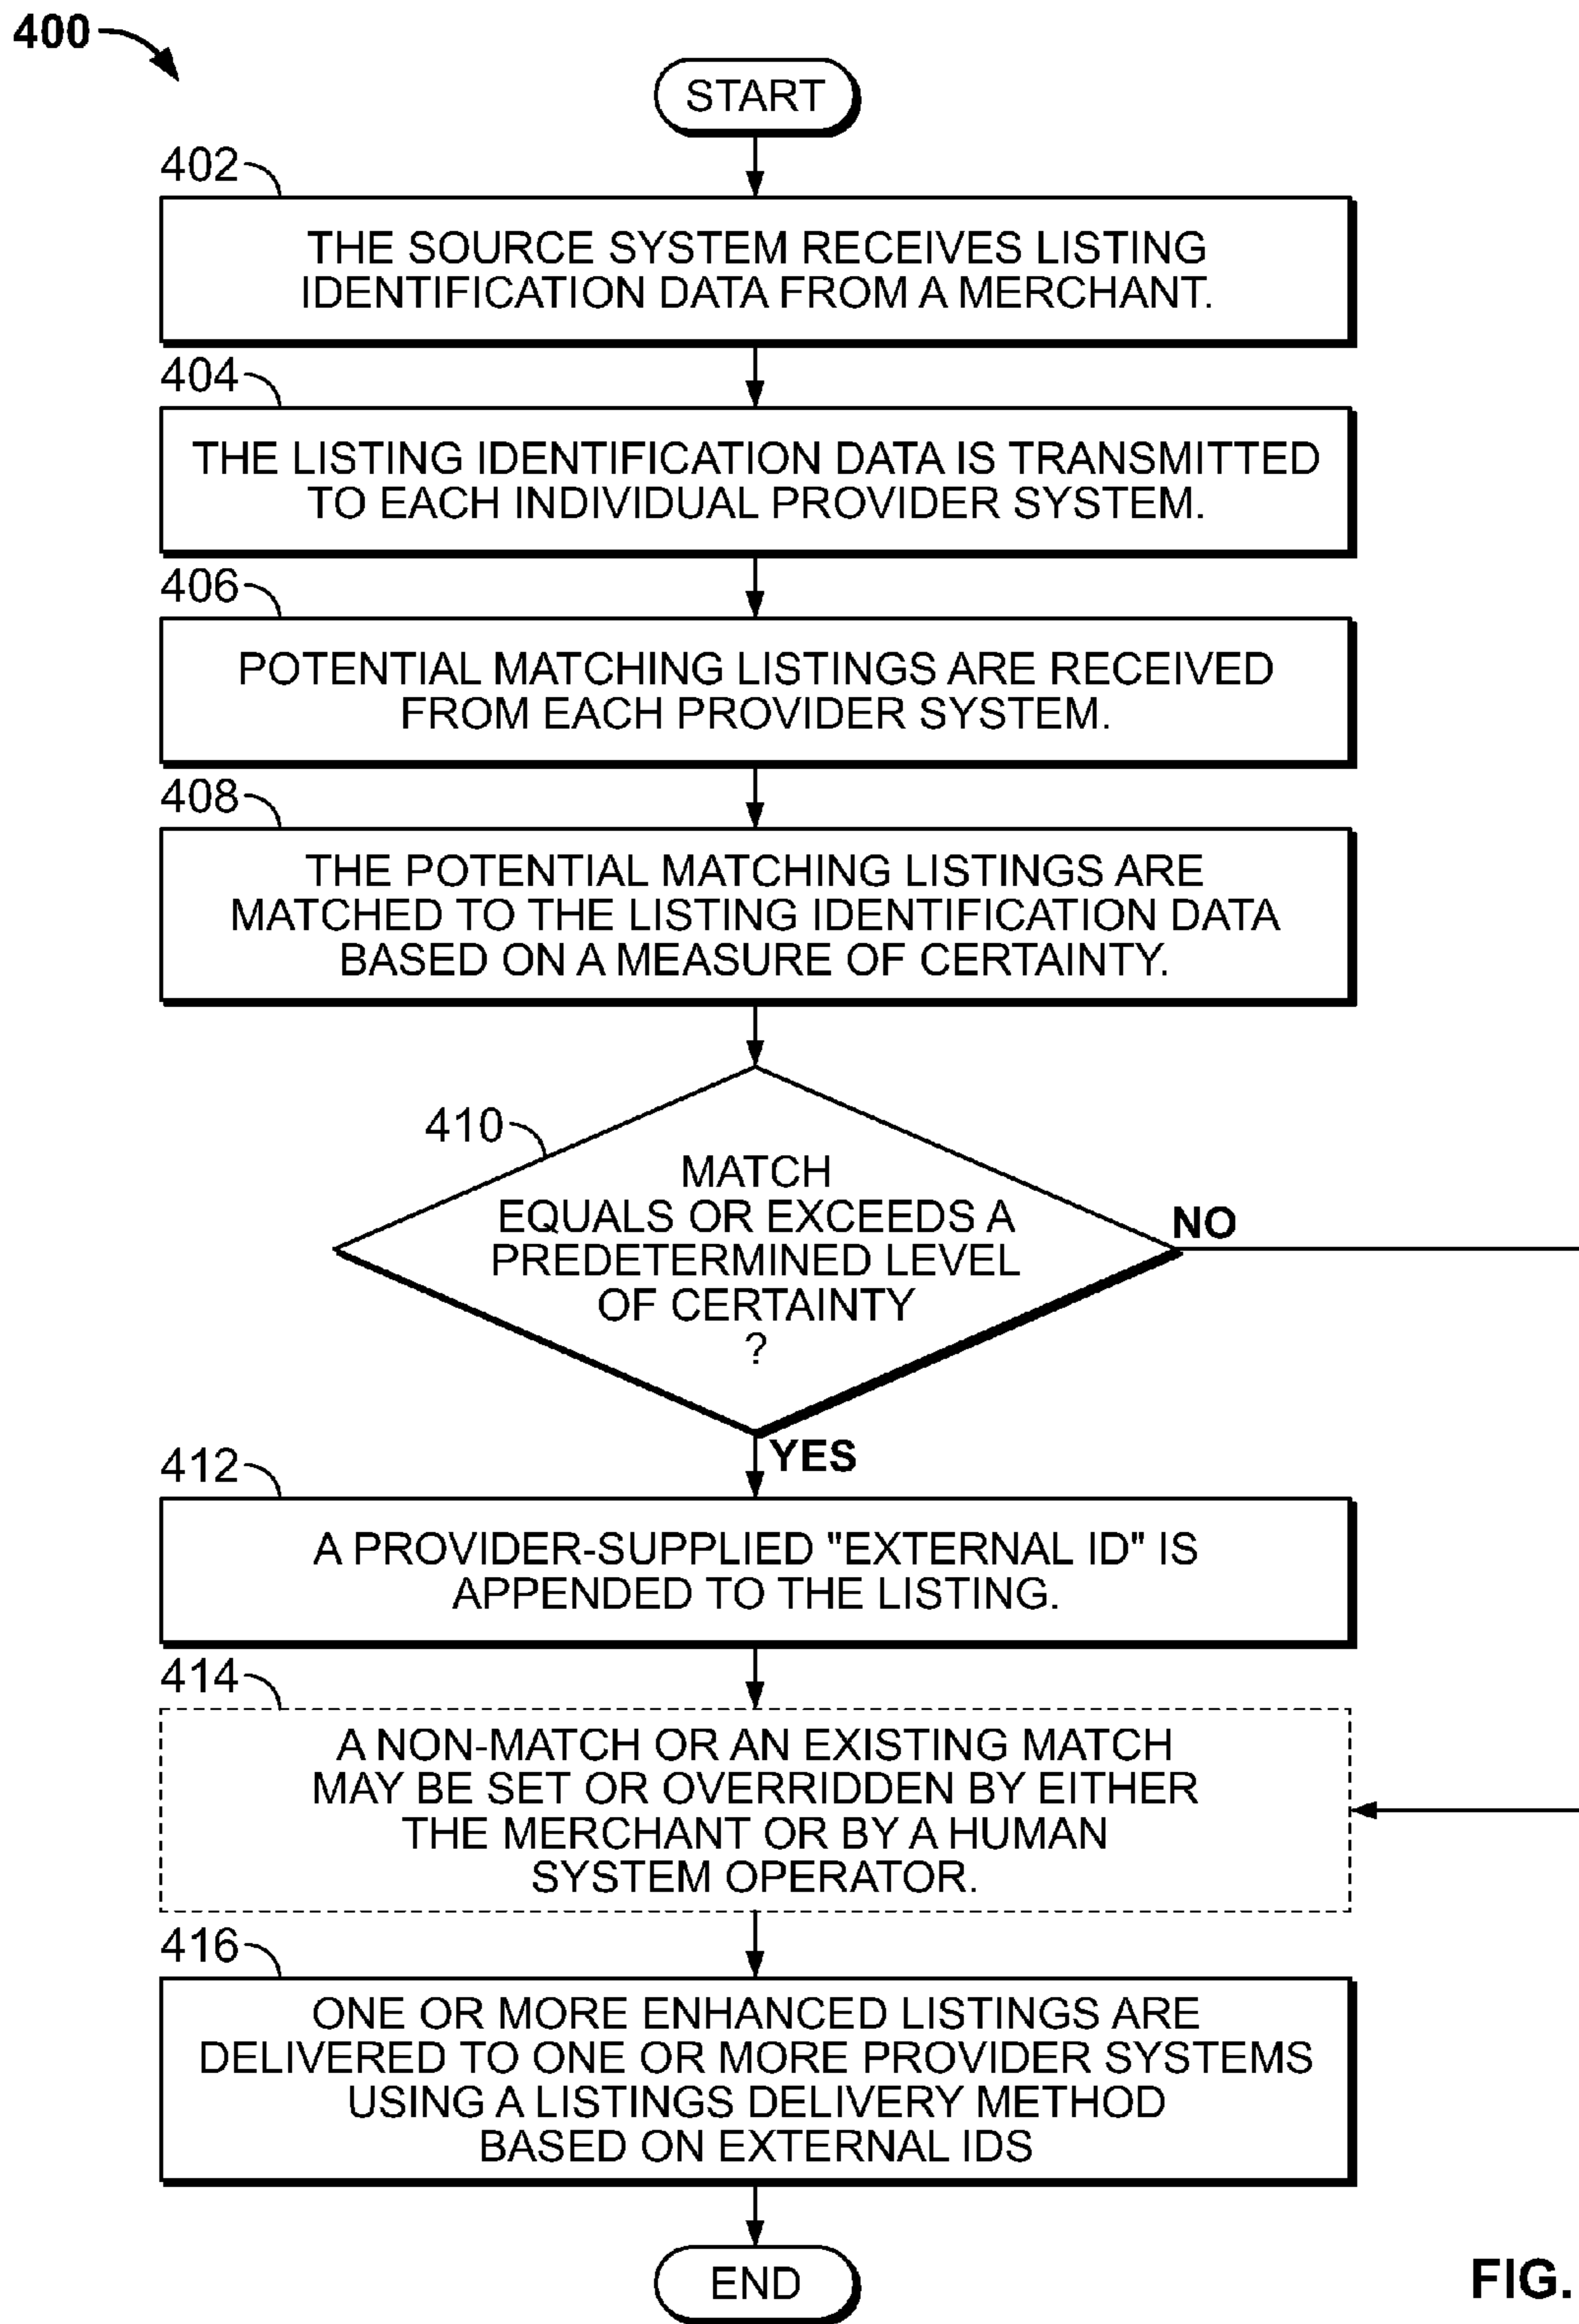 400
START
402
THE SOURCE SYSTEM RECEIVES LISTING
IDENTIFICATION DATA FROM A MERCHANT.
404
THE LISTING IDENTIFICATION DATA IS TRANSMITTED
TO EACH INDIVIDUAL PROVIDER SYSTEM.
406
POTENTIAL MATCHING LISTINGS ARE RECEIVED
FROM EACH PROVIDER SYSTEM.
408
THE POTENTIAL MATCHING LISTINGS ARE
MATCHED TO THE LISTING IDENTIFICATION DATA
BASED ON A MEASURE OF CERTAINTY.
410
MATCH
EQUALS OR EXCEEDS A
PREDETERMINED LEVEL
OF CERTAINTY
?
NO
YES
412
A PROVIDER-SUPPLIED "EXTERNAL ID" IS
APPENDED TO THE LISTING.
414
A NON-MATCH OR AN EXISTING MATCH
MAY BE SET OR OVERRIDDEN BY EITHER
THE MERCHANT OR BY A HUMAN
SYSTEM OPERATOR.
416
ONE OR MORE ENHANCED LISTINGS ARE
DELIVERED TO ONE OR MORE PROVIDER SYSTEMS
USING A LISTINGS DELIVERY METHOD
BASED ON EXTERNAL IDS
END
FIG.